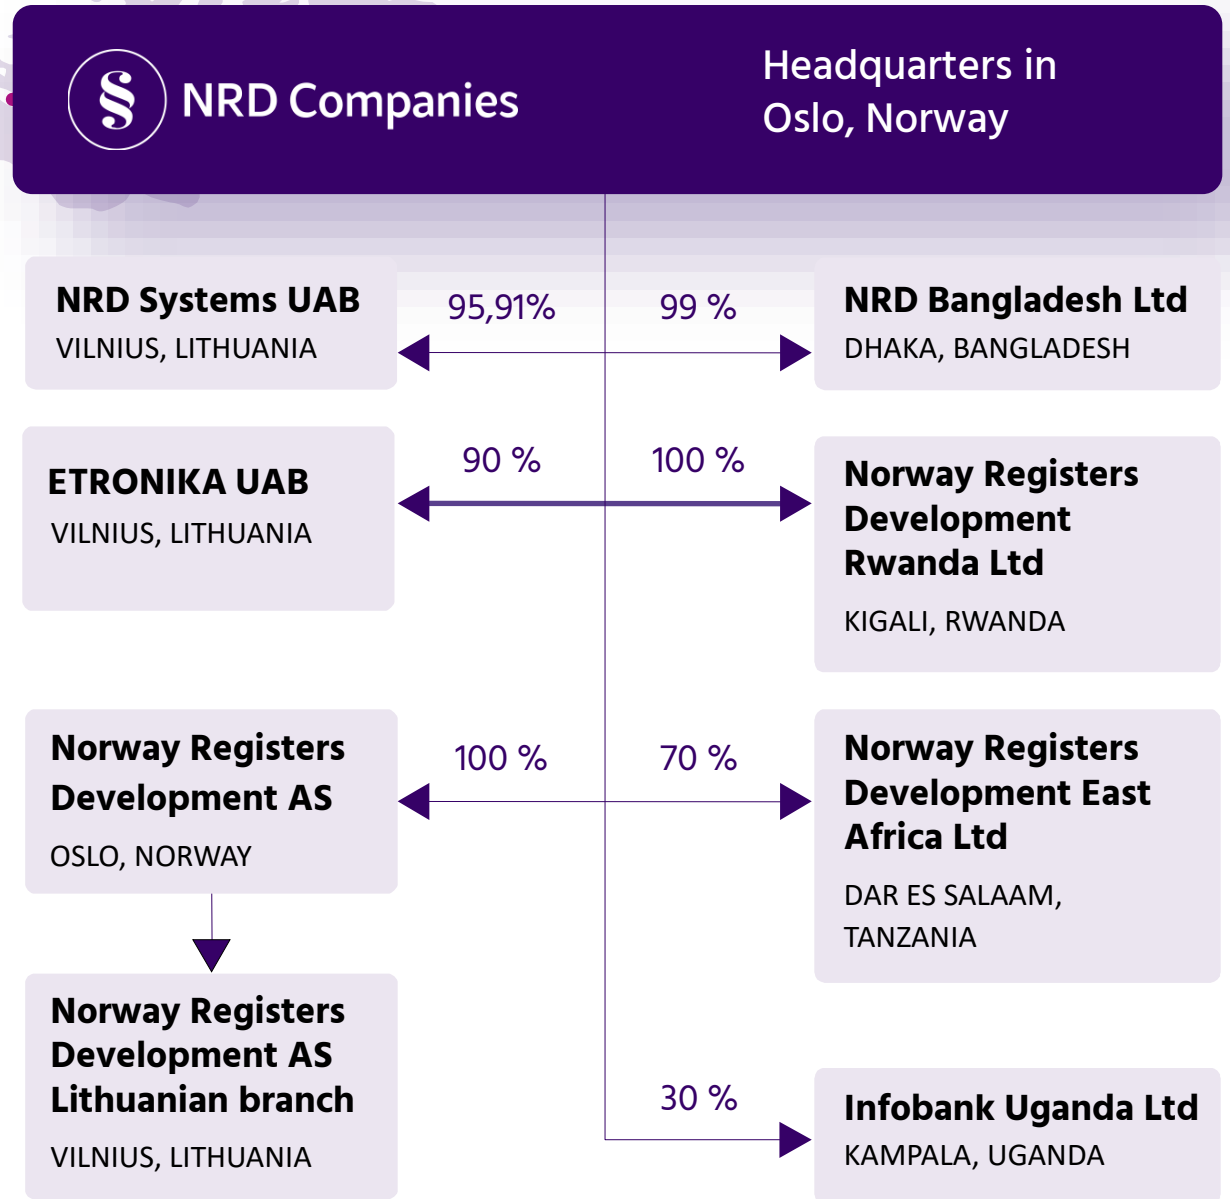 § NRD Companies
Headquarters in
Oslo, Norway
NRD Systems UAB
VILNIUS, LITHUANIA
95,91%
99 %
NRD Bangladesh Ltd
DHAKA, BANGLADESH
ETRONIKA UAB
VILNIUS, LITHUANIA
90 %
100 %
Norway Registers
Development
Rwanda Ltd
KIGALI, RWANDA
Norway Registers
Development AS
OSLO, NORWAY
100 %
70 %
Norway Registers
Development East
Africa Ltd
DAR ES SALAAM,
TANZANIA
Norway Registers
Development AS
Lithuanian branch
VILNIUS, LITHUANIA
30 %
Infobank Uganda Ltd
KAMPALA, UGANDA